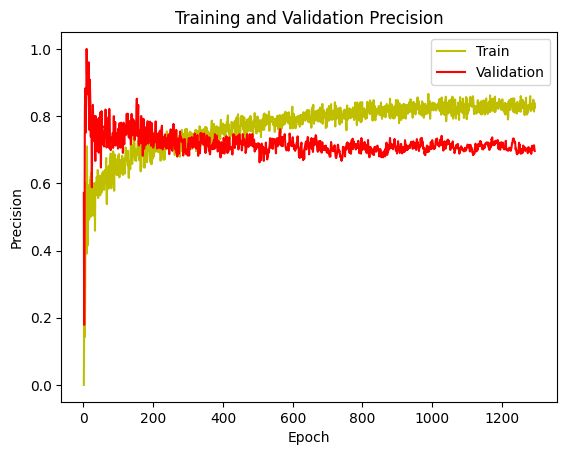 Training and Validation Precision
Train
Validation
1.0
0.8
0.6
0.4
0.2
0.0
Precision
0 200 400 600 800 1000 1200
Epoch